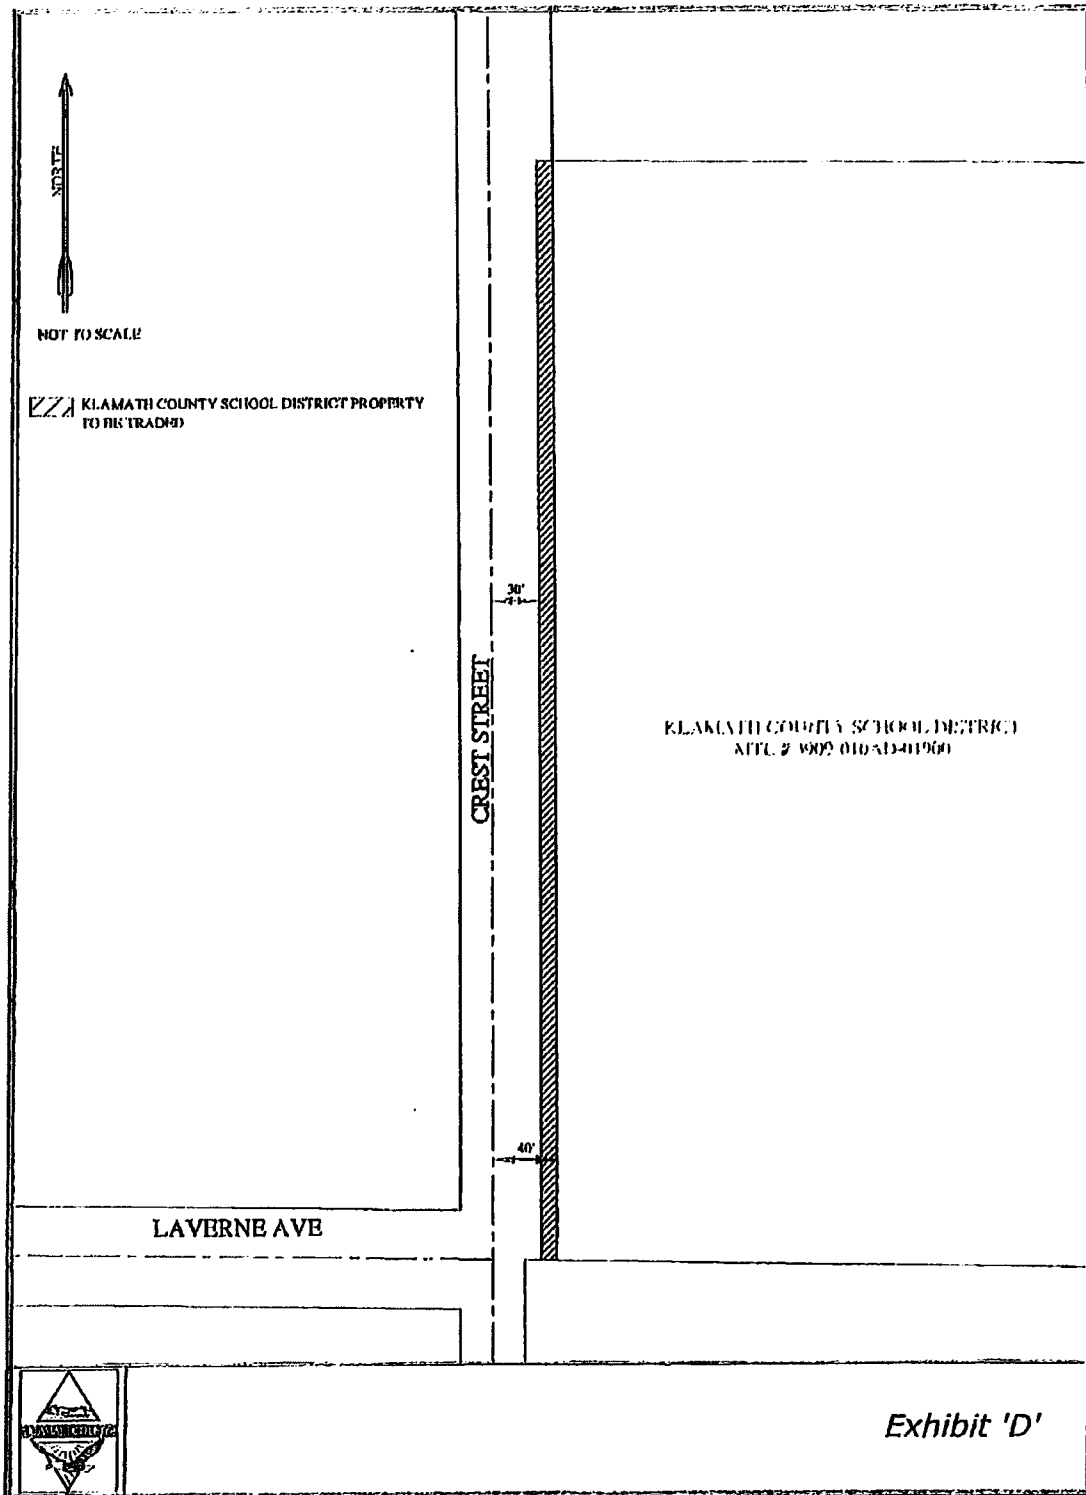 NORTH
NOT TO SCALE
KLAMATH COUNTY SCHOOL DISTRICT PROPERTY
TO BE TRADED
30'
CREST STREET
KLAMATH COUNTY SCHOOL DISTRICT
40'
LAVERNE AVE
Exhibit 'D'